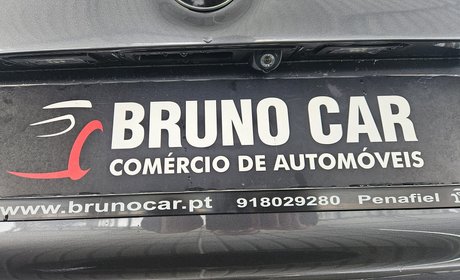 BRUNO CAR
COMÉRCIO DE AUTOMÓVEIS
www.brunocar.pt 918029280 Penafiel